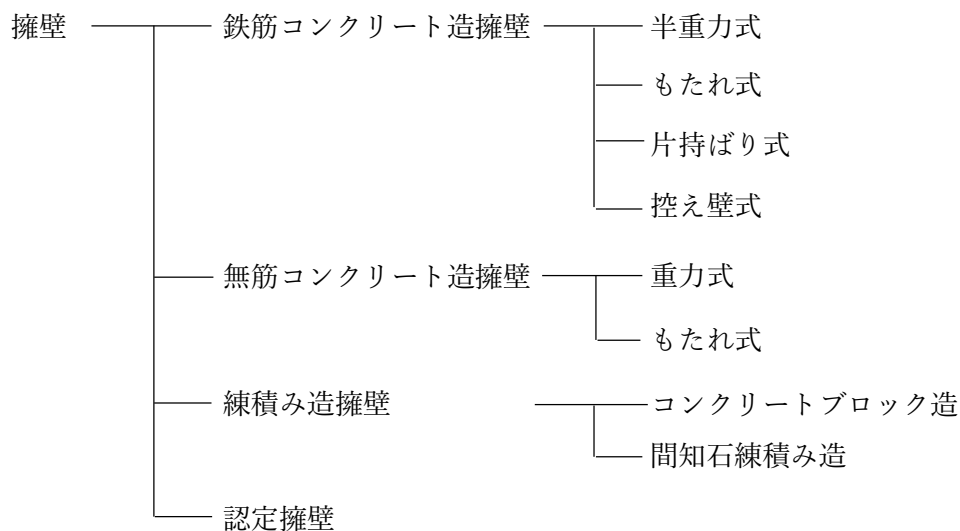 擁壁 鉄筋コンクリート造擁壁 半重力式
もたれ式
片持ばり式
控え壁式
無筋コンクリート造擁壁 重力式
もたれ式
練積み造擁壁 コンクリートブロック造
間知石練積み造
認定擁壁